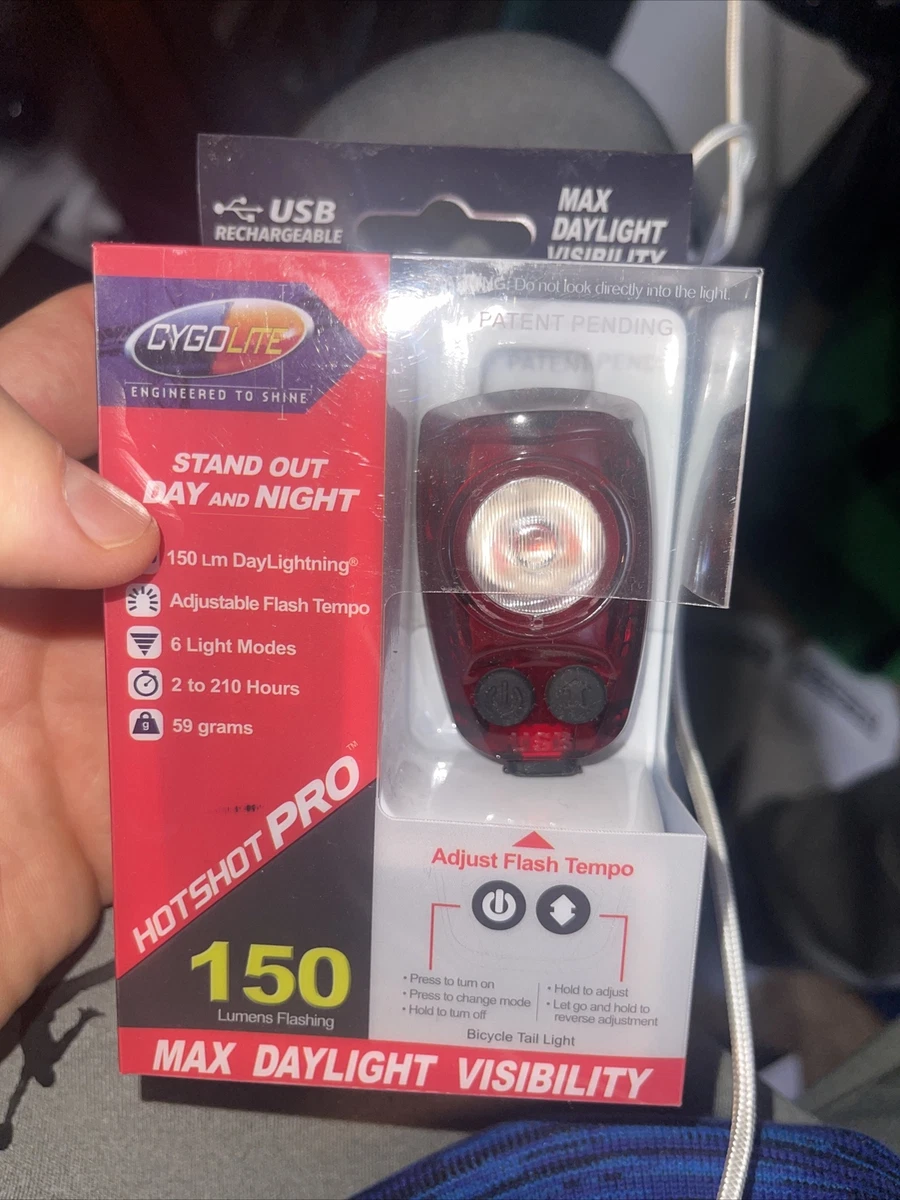 USB
RECHARGEABLE
MAX
DAYLIGHT
VISIBILITY
Do not look directly into the light.
PATENT PENDING
CYGOLITE
ENGINEERED TO SHINE
STAND OUT
DAY AND NIGHT
150 LM DayLightning®
Adjustable Flash Tempo
6 Light Modes
2 to 210 Hours
g
59 grams
HOTSHOT PRO™
150
Lumens Flashing
Adjust Flash Tempo
• Press to turn on
• Press to change mode
• Hold to turn off
• Hold to adjust
• Let go and hold to
reverse adjustment
Bicycle Tail Light
MAX DAYLIGHT VISIBILITY